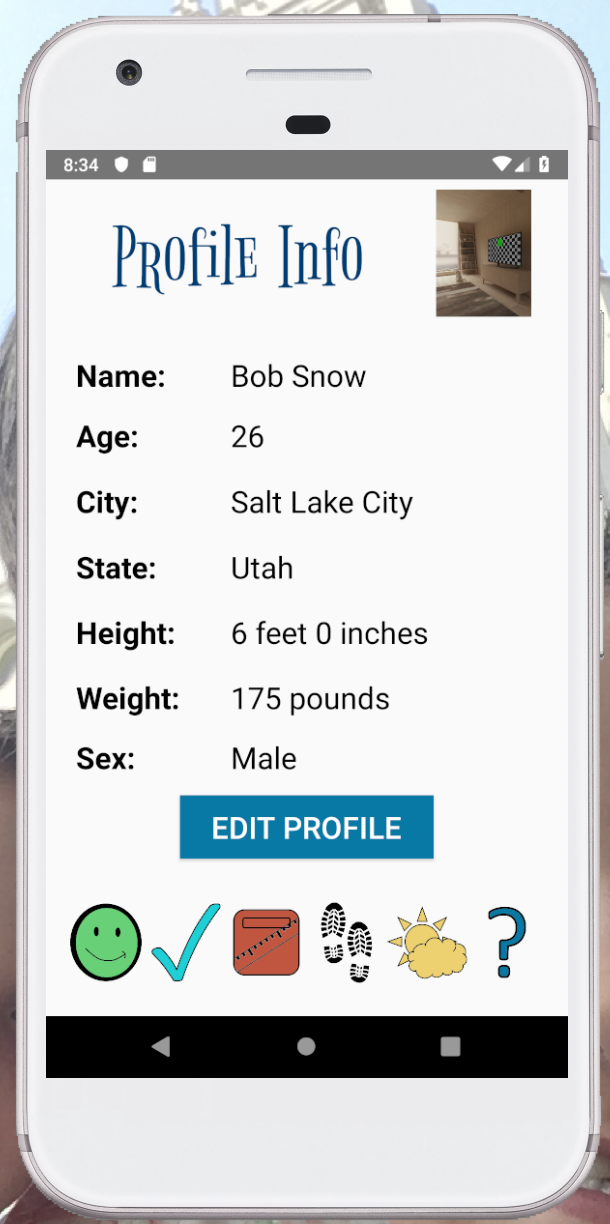 8:34
Profile Info
Name: Bob Snow
Age: 26
City: Salt Lake City
State: Utah
Height: 6 feet 0 inches
Weight: 175 pounds
Sex: Male
EDIT PROFILE
?